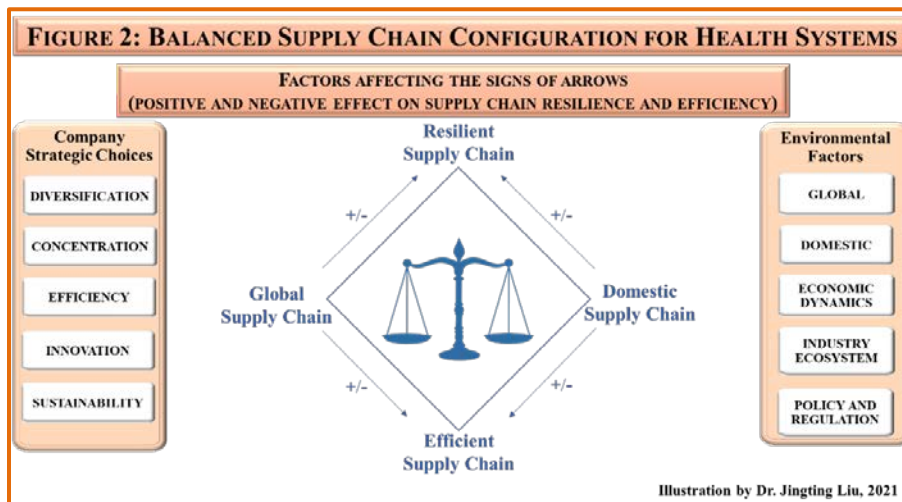 FIGURE 2: BALANCED SUPPLY CHAIN CONFIGURATION FOR HEALTH SYSTEMS
FACTORS AFFECTING THE SIGNS OF ARROWS
(POSITIVE AND NEGATIVE EFFECT ON SUPPLY CHAIN RESILIENCE AND EFFICIENCY)
Company
Strategic Choices
DIVERSIFICATION
CONCENTRATION
EFFICIENCY
INNOVATION
SUSTAINABILITY
Resilient
Supply Chain
+/-
+/-
Global
Supply Chain
Domestic
Supply Chain
+/-
+/-
Efficient
Supply Chain
Environmental
Factors
GLOBAL
DOMESTIC
ECONOMIC
DYNAMICS
INDUSTRY
ECOSYSTEM
POLICY AND
REGULATION
Illustration by Dr. Jingting Liu, 2021